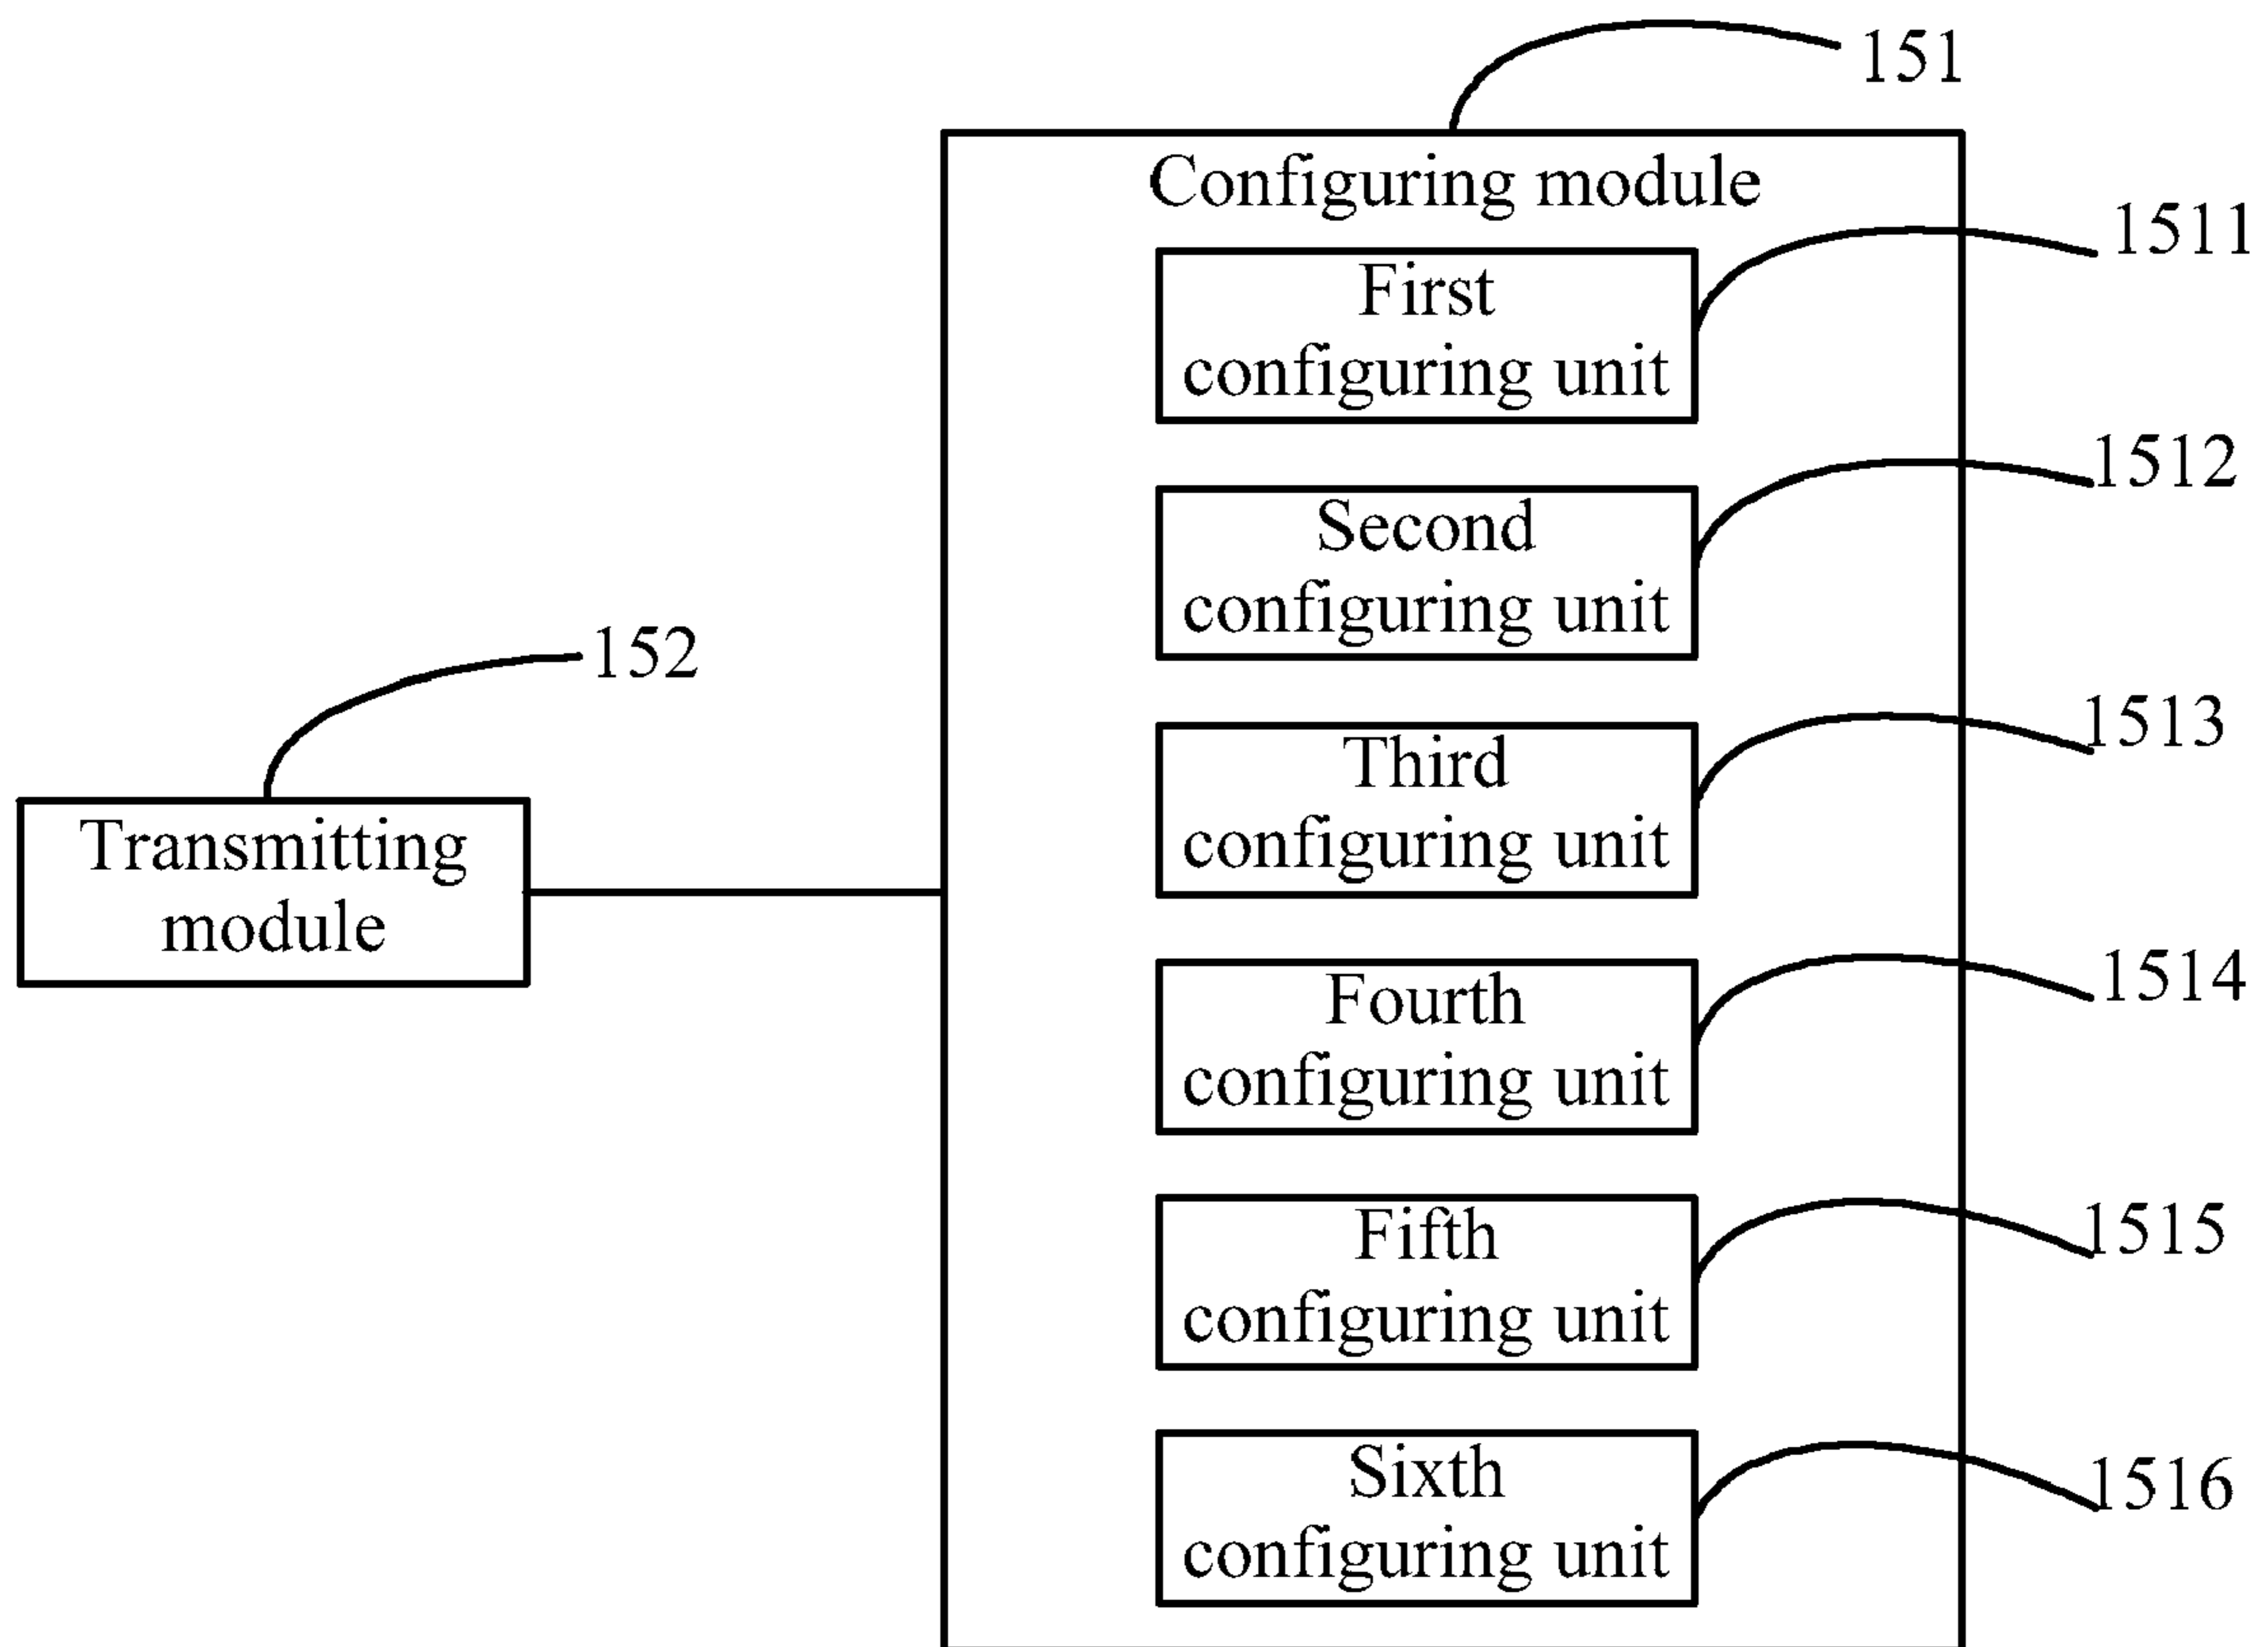 151
Configuring module
1511
First
configuring unit
1512
Second
configuring unit
152
1513
Third
configuring unit
Transmitting
module
1514
Fourth
configuring unit
1515
Fifth
configuring unit
1516
Sixth
configuring unit